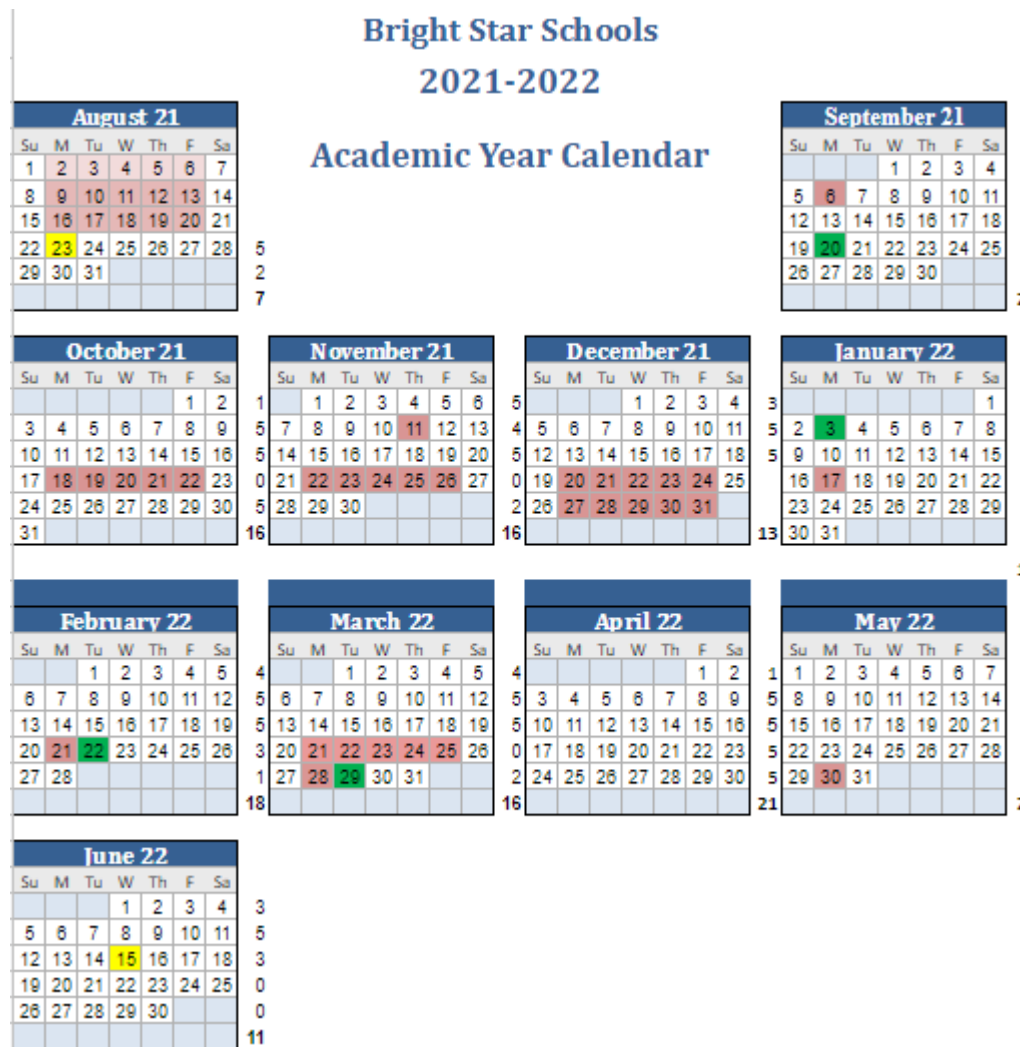 Bright Star Schools
2021-2022
Academic Year Calendar
August 21
Su M Tu W Th F Sa
1 2 3 4 5 6 7
8 9 10 11 12 13 14
15 16 17 18 19 20 21
22 23 24 25 26 27 28 5
29 30 31 2
7
September 21
Su M Tu W Th F Sa
1 2 3 4
5 6 7 8 9 10 11
12 13 14 15 16 17 18
19 20 21 22 23 24 25
26 27 28 29 30
October 21
Su M Tu W Th F Sa
1 2 1
3 4 5 6 7 8 9 5
10 11 12 13 14 15 16 5
17 18 19 20 21 22 23 0
24 25 26 27 28 29 30 5
31 16
November 21
Su M Tu W Th F Sa
1 2 3 4 5 6 5
7 8 9 10 11 12 13 4
14 15 16 17 18 19 20 5
21 22 23 24 25 26 27 0
28 29 30 2
16
December 21
Su M Tu W Th F Sa
1 2 3 4 3
5 6 7 8 9 10 11 5
12 13 14 15 16 17 18 5
19 20 21 22 23 24 25
26 27 28 29 30 31
13
January 22
Su M Tu W Th F Sa
1
2 3 4 5 6 7 8
9 10 11 12 13 14 15
16 17 18 19 20 21 22
23 24 25 26 27 28 29
30 31
February 22
Su M Tu W Th F Sa
1 2 3 4 5 4
6 7 8 9 10 11 12 5
13 14 15 16 17 18 19 5
20 21 22 23 24 25 26 3
27 28 1
18
March 22
Su M Tu W Th F Sa
1 2 3 4 5 4
6 7 8 9 10 11 12 5
13 14 15 16 17 18 19 5
20 21 22 23 24 25 26 0
27 28 29 30 31 2
16
April 22
Su M Tu W Th F Sa
1 2 1
3 4 5 6 7 8 9 5
10 11 12 13 14 15 16 5
17 18 19 20 21 22 23 5
24 25 26 27 28 29 30 5
21
May 22
Su M Tu W Th F Sa
1 2 3 4 5 6 7
8 9 10 11 12 13 14
15 16 17 18 19 20 21
22 23 24 25 26 27 28
29 30 31
June 22
Su M Tu W Th F Sa
1 2 3 4 3
5 6 7 8 9 10 11 5
12 13 14 15 16 17 18 3
19 20 21 22 23 24 25 0
26 27 28 29 30 0
11